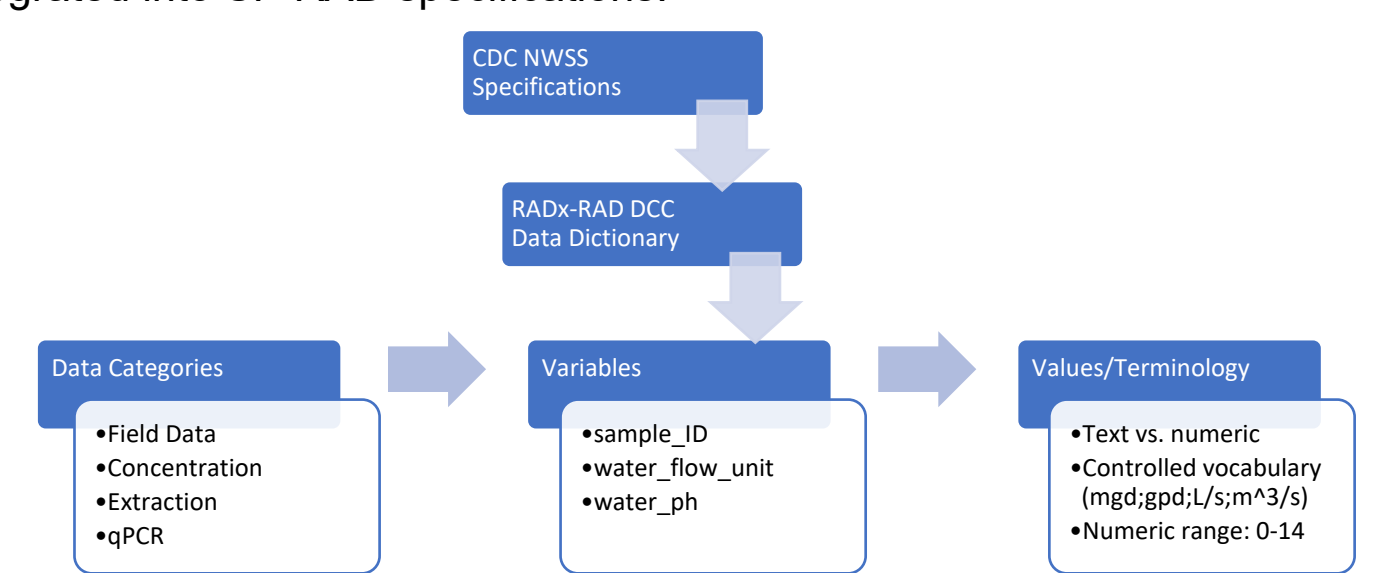 CDC NWSS
Specifications
RADx-RAD DCC
Data Dictionary
Data Categories
•Field Data
•Concentration
•Extraction
•qPCR
Variables
•sample_ID
•water_flow_unit
•water_ph
Values/Terminology
•Text vs. numeric
•Controlled vocabulary
(mgd;gpd;L/s;m^3/s)
•Numeric range: 0-14